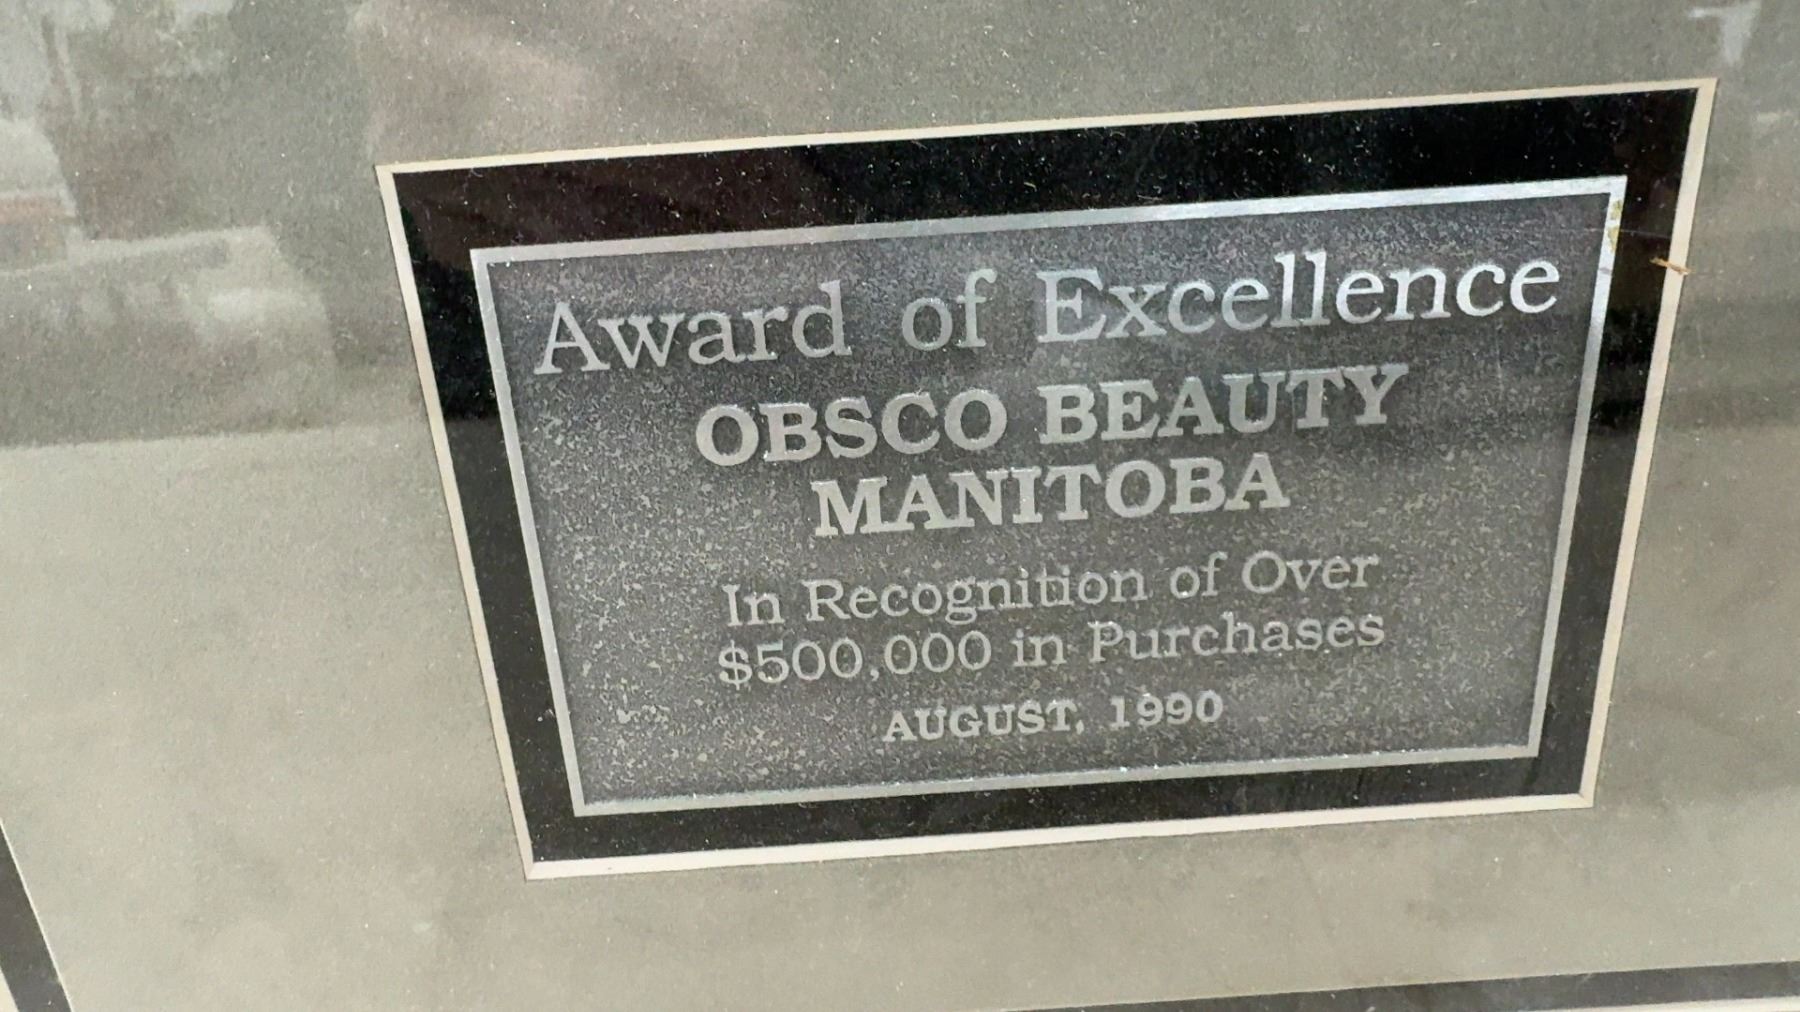 Award of Excellence
OBSCO BEAUTY
MANITOBA
In Recognition of Over
$500,000 in Purchases
AUGUST, 1990